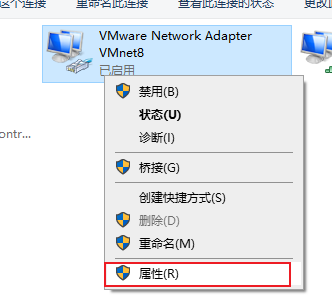 这个连接 重命名此连接 查看此连接的状态 更改此
VMware Network Adapter
VMnet8
已启用
ontr...
禁用(B)
状态(U)
诊断(I)
桥接(G)
创建快捷方式(S)
删除(D)
重命名(M)
属性(R)